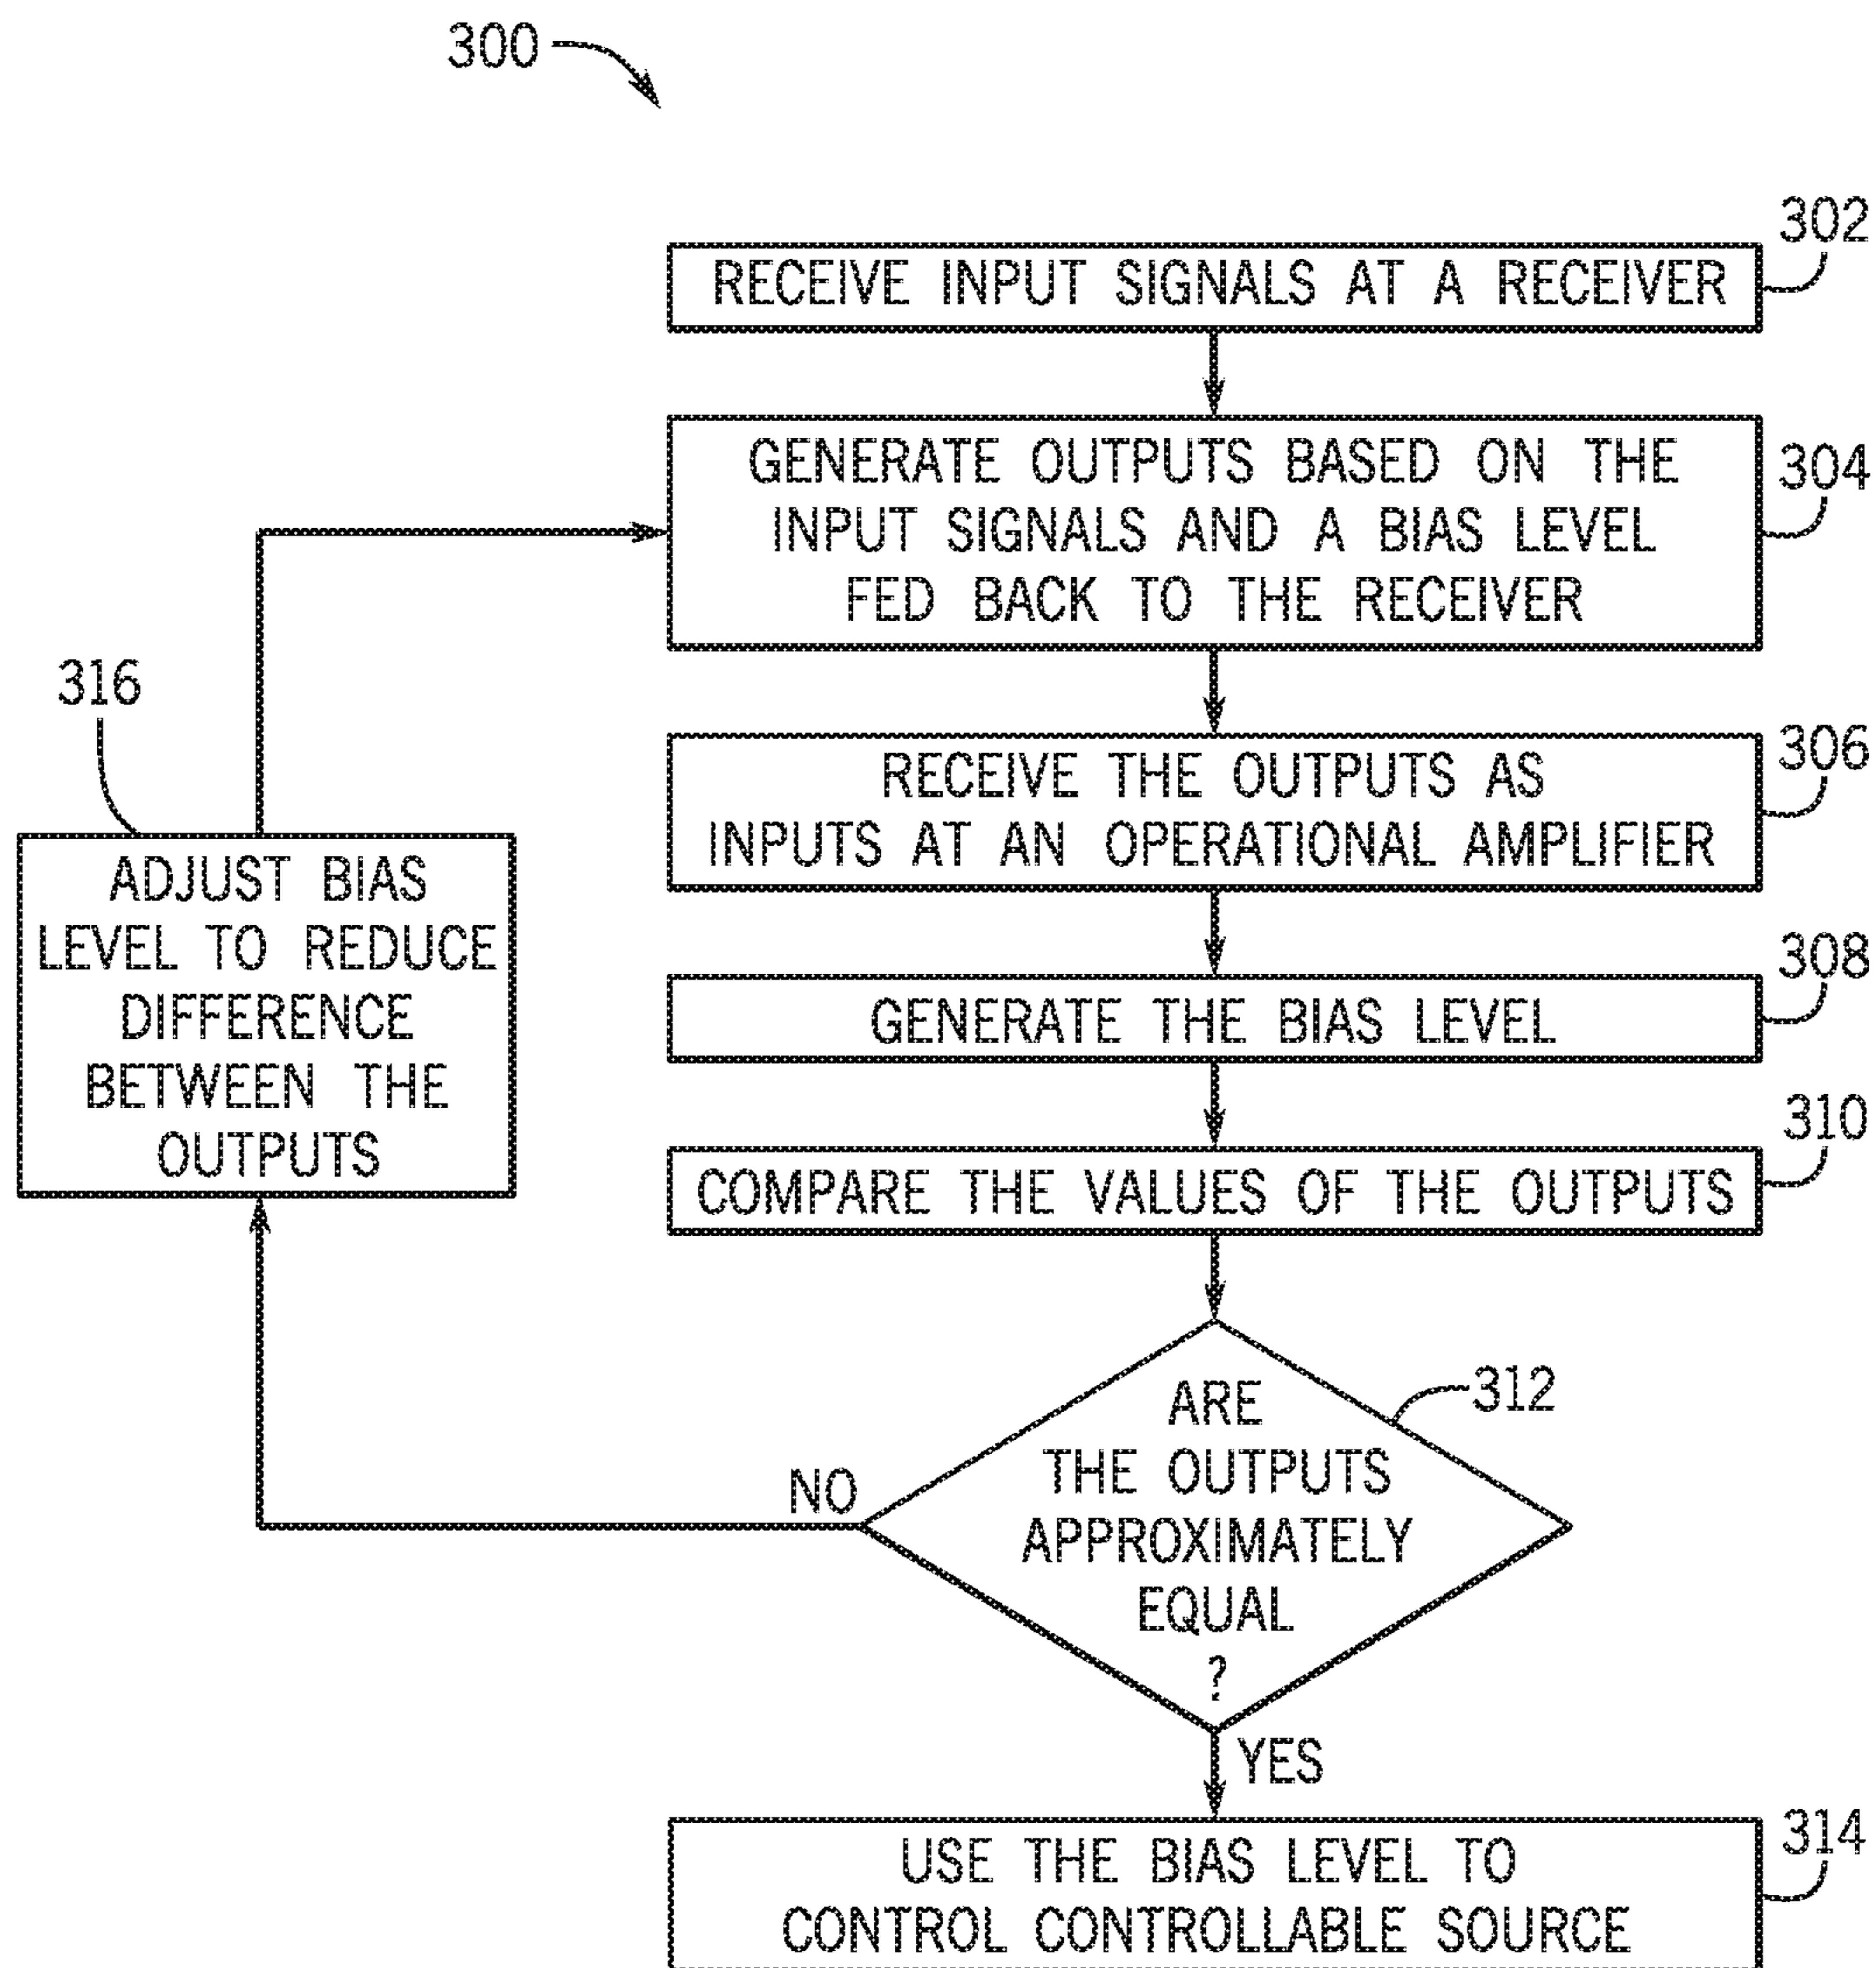 300
302
RECEIVE INPUT SIGNALS AT A RECEIVER
304
GENERATE OUTPUTS BASED ON THE
INPUT SIGNALS AND A BIAS LEVEL
FED BACK TO THE RECEIVER
306
RECEIVE THE OUTPUTS AS
INPUTS AT AN OPERATIONAL AMPLIFIER
308
GENERATE THE BIAS LEVEL
310
COMPARE THE VALUES OF THE OUTPUTS
312
ARE
THE OUTPUTS
APPROXIMATELY
EQUAL
?
NO
YES
316
ADJUST BIAS
LEVEL TO REDUCE
DIFFERENCE
BETWEEN THE
OUTPUTS
314
USE THE BIAS LEVEL TO
CONTROL CONTROLLABLE SOURCE